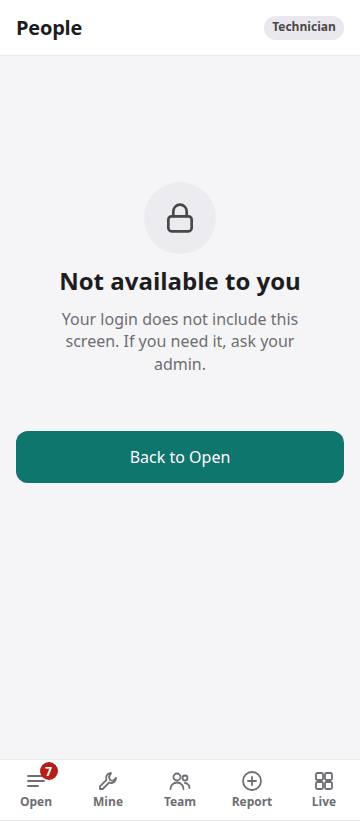 People
Technician
Not available to you
Your login does not include this
screen. If you need it, ask your
admin.
Back to Open
7
Open
Mine
Team
Report
Live